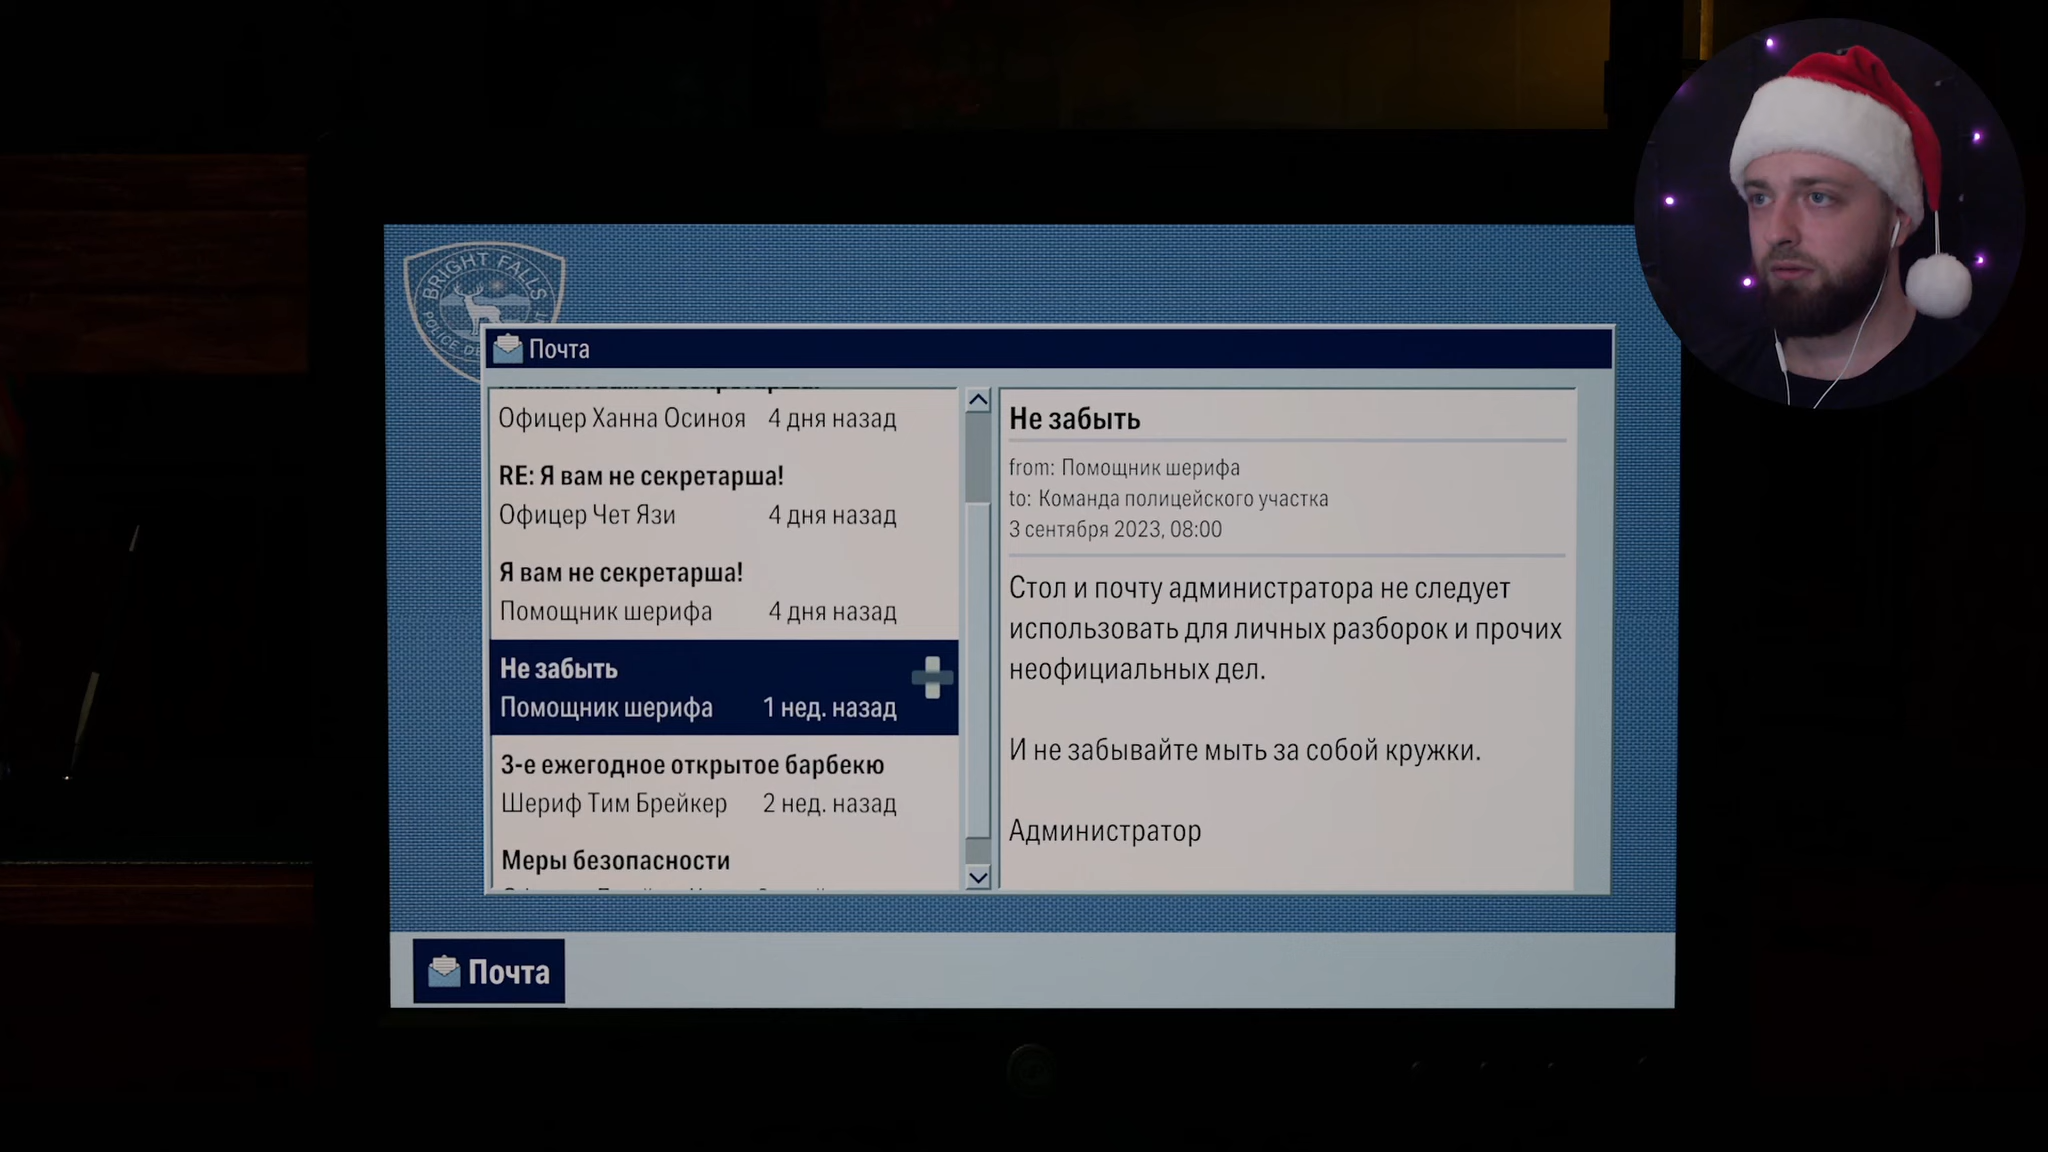 BRIGHT FALLS
POLICE
Почта
Офицер Ханна Осиноя 4 дня назад
RE: Я вам не секретарша!
Офицер Чет Язи 4 дня назад
Я вам не секретарша!
Помощник шерифа 4 дня назад
Не забыть
Помощник шерифа 1 нед. назад
3-е ежегодное открытое барбекю
Шериф Тим Брейкер 2 нед. назад
Меры безопасности
Не забыть
from: Помощник шерифа
to: Команда полицейского участка
3 сентября 2023, 08:00
Стол и почту администратора не следует
использовать для личных разборок и прочих
неофициальных дел.
И не забывайте мыть за собой кружки.
Администратор
Почта